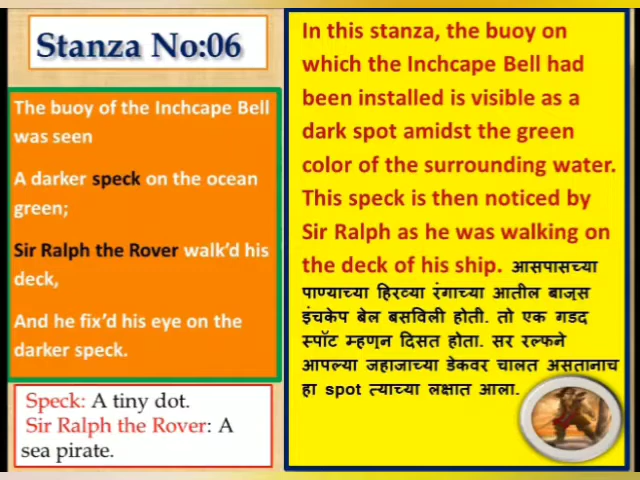 Stanza No:06
The buoy of the Inchcape Bell
was seen
A darker speck on the ocean
green;
Sir Ralph the Rover walk'd his
deck,
And he fix'd his eye on the
darker speck.
Speck: A tiny dot.
Sir Ralph the Rover: A
sea pirate.
In this stanza, the buoy on
which the Inchcape Bell had
been installed is visible as a
dark spot amidst the green
color of the surrounding water.
This speck is then noticed by
Sir Ralph as he was walking on
the deck of his ship. आसपासच्या
पाण्याच्या हिरव्या रंगाच्या आतील बाजूस
इंचकेप बेल बसविली होती. तो एक गडद
स्पॉट म्हणून दिसत होता. सर रल्फने
आपल्या जहाजाच्या डेकवर चालत असतानाच
हा spot त्याच्या लक्षात आला.